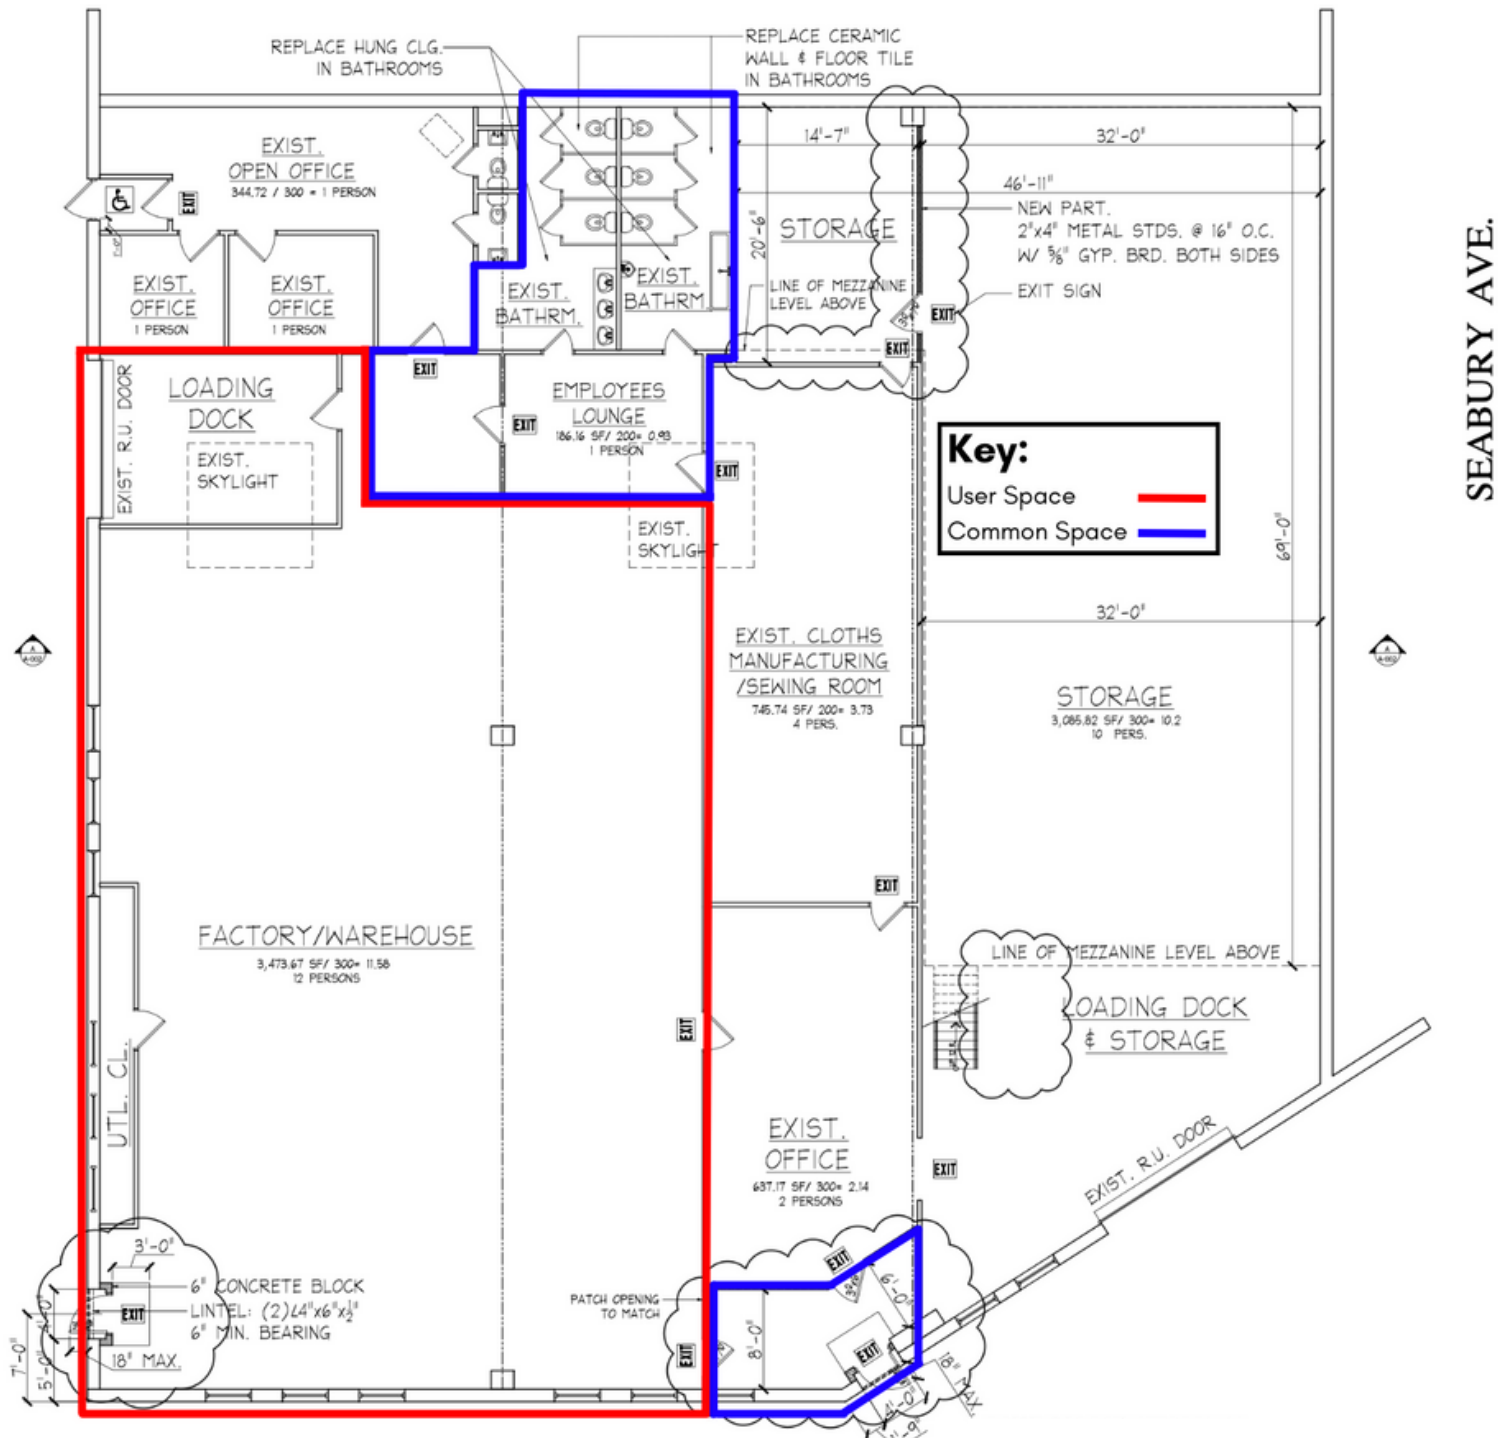 REPLACE HUNG CLG.
IN BATHROOMS
REPLACE CERAMIC
WALL & FLOOR TILE
IN BATHROOMS
EXIST.
OPEN OFFICE
344.72 / 300 = 1 PERSON
EXIT
14'-7"
32'-0"
46'-11"
20'-6"
STORAGE
NEW PART.
2"x4" METAL STDS. @ 16" O.C.
W/ 5/8" GYP. BRD. BOTH SIDES
EXIT SIGN
LINE OF MEZZANINE
LEVEL ABOVE
EXIT
EXIT
EXIST.
OFFICE
1 PERSON
EXIST.
OFFICE
1 PERSON
EXIST.
BATHRM.
EXIST.
BATHRM.
SEABURY AVE.
LOADING
DOCK
EXIST. R.U. DOOR
EXIST.
SKYLIGHT
EXIT
EMPLOYEES
LOUNGE
186.16 SF/ 200= 0.93
1 PERSON
EXIT
EXIT
EXIST.
SKYLIGHT
Key:
User Space
Common Space
69'-0"
32'-0"
A
A-002
A
A-002
EXIST. CLOTHS
MANUFACTURING
/SEWING ROOM
745.74 SF/ 200= 3.73
4 PERS.
STORAGE
3,085.82 SF/ 300= 10.2
10 PERS.
EXIT
FACTORY/WAREHOUSE
3,473.67 SF/ 300= 11.58
12 PERSONS
LINE OF MEZZANINE LEVEL ABOVE
LOADING DOCK
& STORAGE
EXIT
UTL. CL.
EXIST.
OFFICE
637.17 SF/ 300= 2.14
2 PERSONS
EXIT
EXIST. R.U. DOOR
3'-0"
6" CONCRETE BLOCK
LINTEL: (2)L4"x6"x1/2"
6" MIN. BEARING
EXIT
18" MAX.
7'-0"
5'-0"
4'-0"
PATCH OPENING
TO MATCH
EXIT
8'-0"
EXIT
6'-0"
EXIT
18"
MAX.
4'-0"